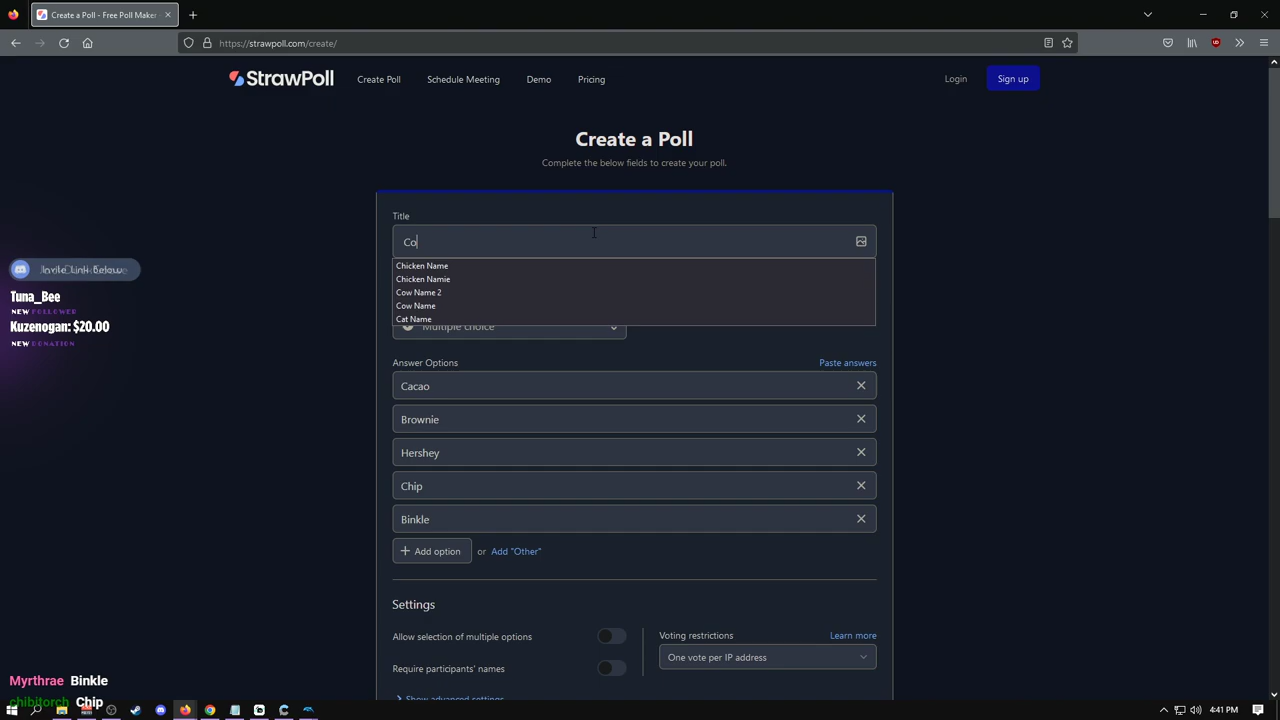 Create a Poll - Free Poll Maker
https://strawpoll.com/create/
StrawPoll
Create Poll
Schedule Meeting
Demo
Pricing
Login
Sign up
Create a Poll
Complete the below fields to create your poll.
Title
Co
Chicken Name
Chicken Namie
Cow Name 2
Cow Name
Cat Name
Multiple choice
Answer Options
Paste answers
Cacao
Brownie
Hershey
Chip
Binkle
Add option
or
Add "Other"
Settings
Allow selection of multiple options
Require participants' names
Show advanced settings
Voting restrictions
Learn more
One vote per IP address
Invite Link Below
Tuna_Bee
NEW FOLLOWER
Kuzenogan: $20.00
NEW DONATION
Myrthrae Binkle
chibitorch Chip
4:41 PM